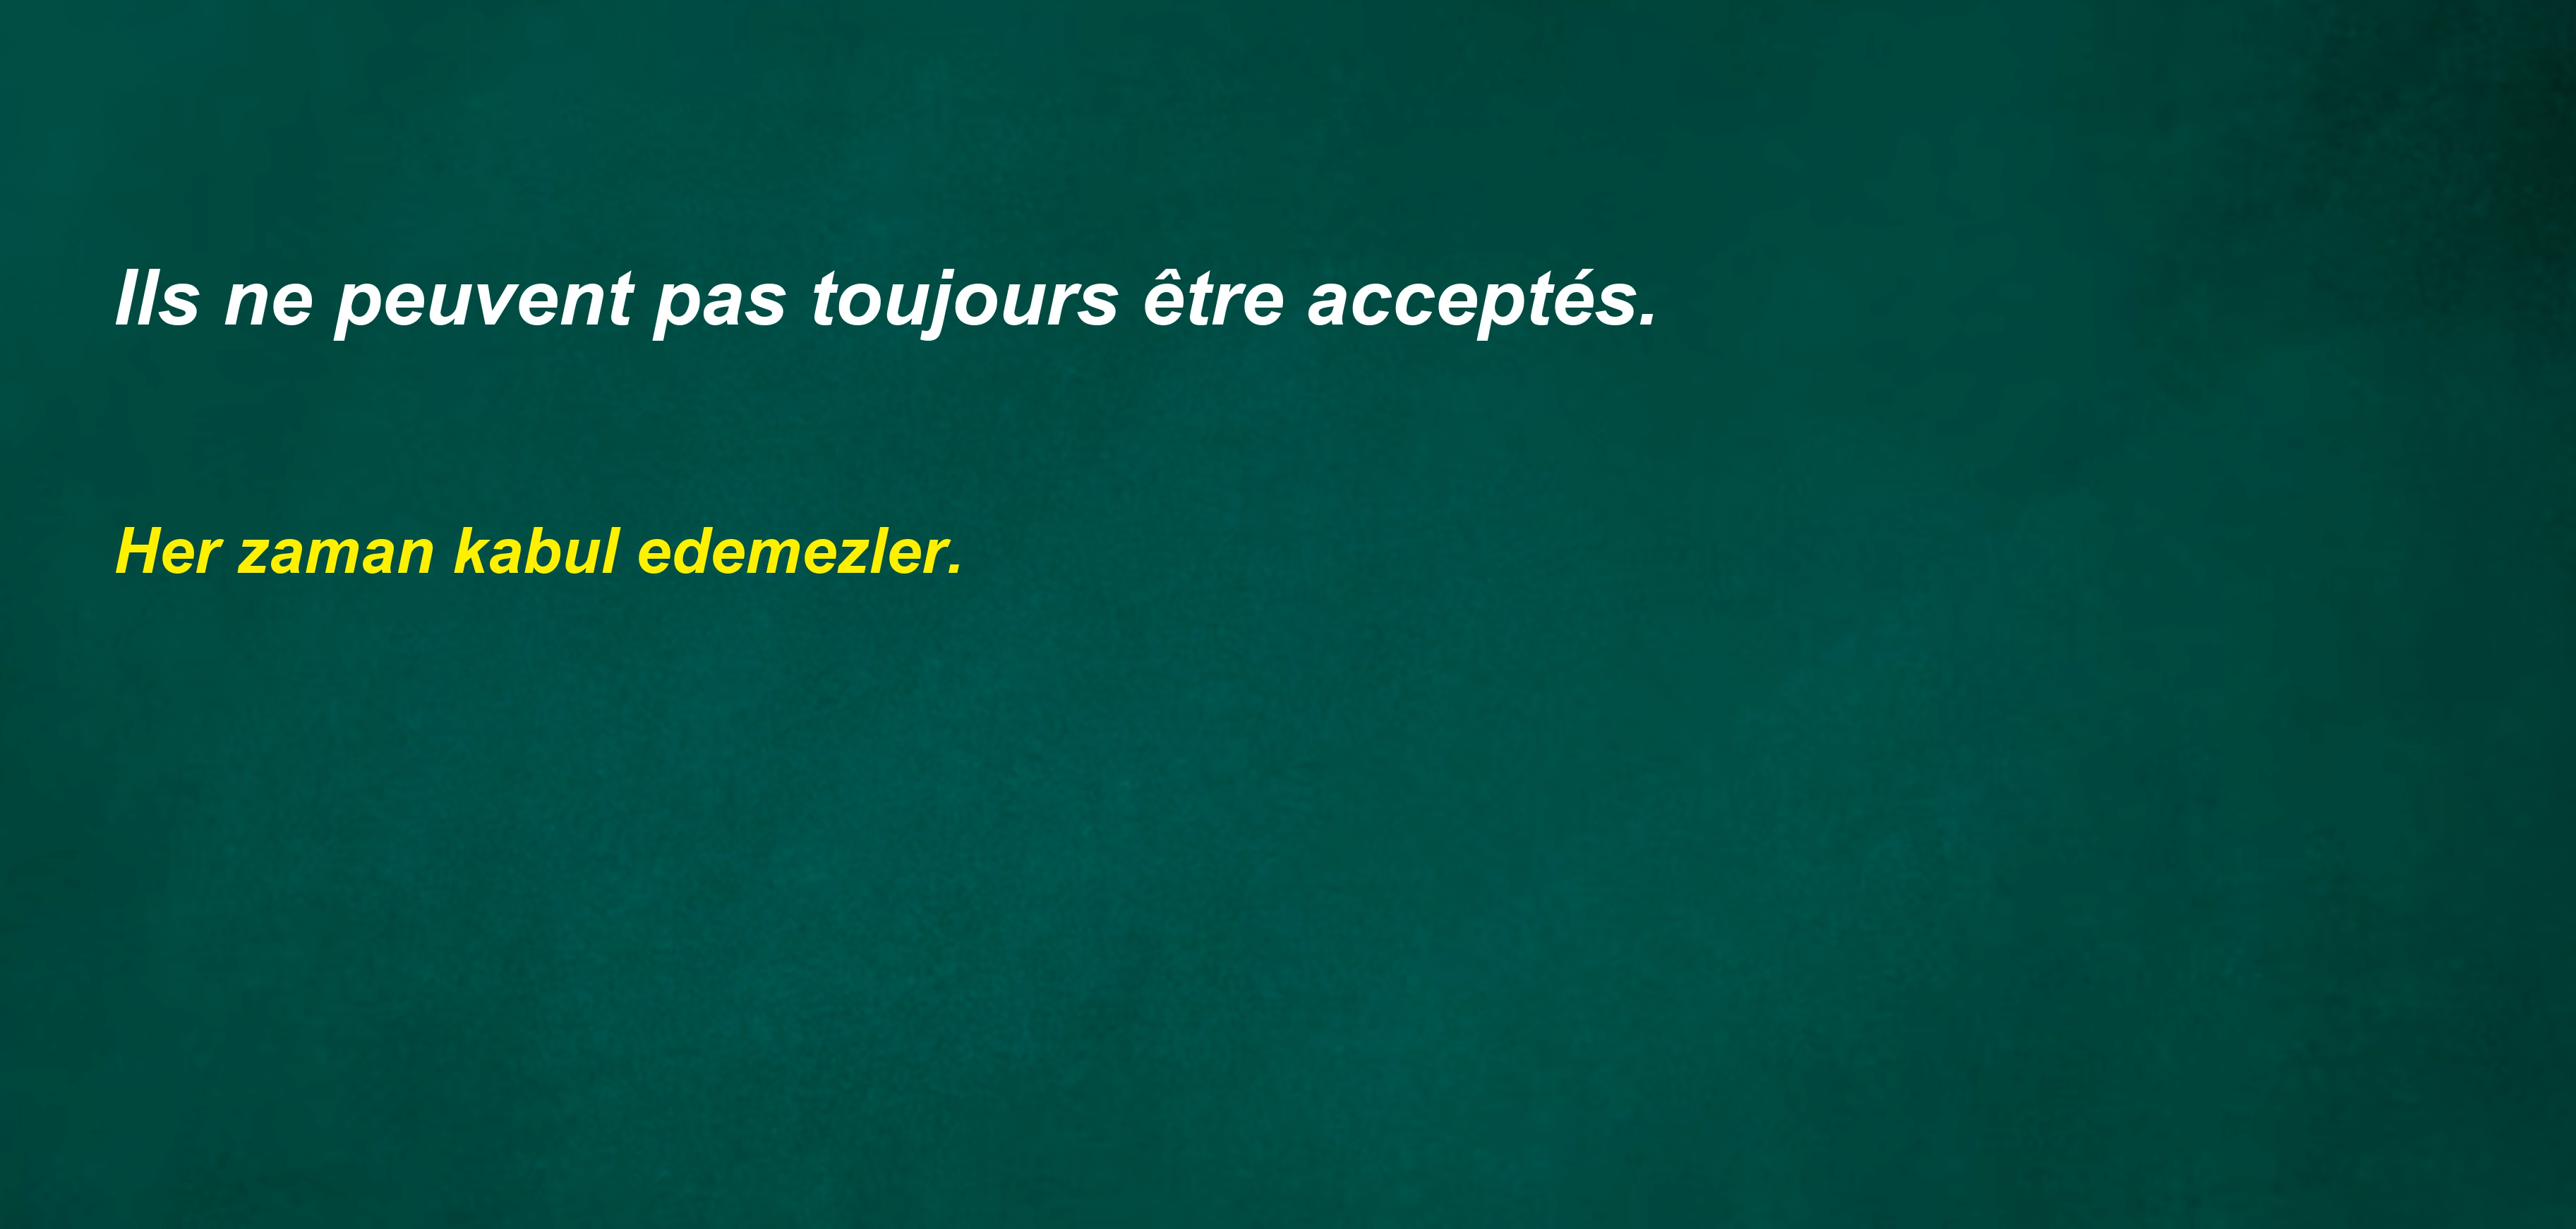 Ils ne peuvent pas toujours être acceptés.
Her zaman kabul edemezler.